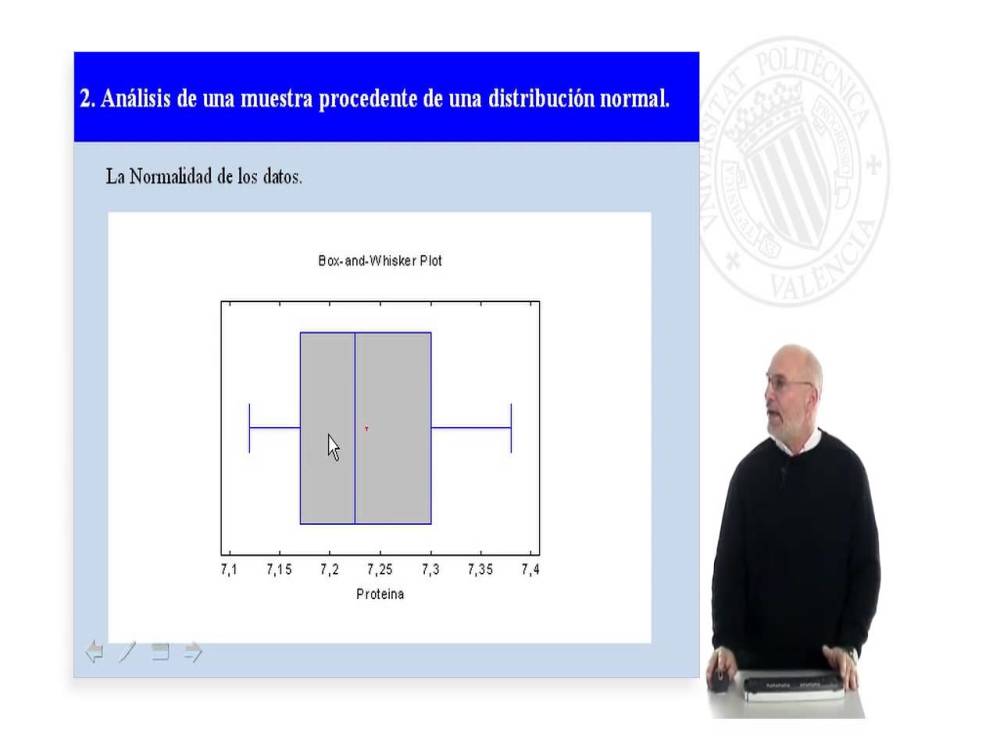 2. Análisis de una muestra procedente de una distribución normal.
La Normalidad de los datos.
Box-and-Whisker Plot
7,1 7,15 7,2 7,25 7,3 7,35 7,4
Proteina
UNIVERSITAT POLITÈCNICA
VALÈNCIA